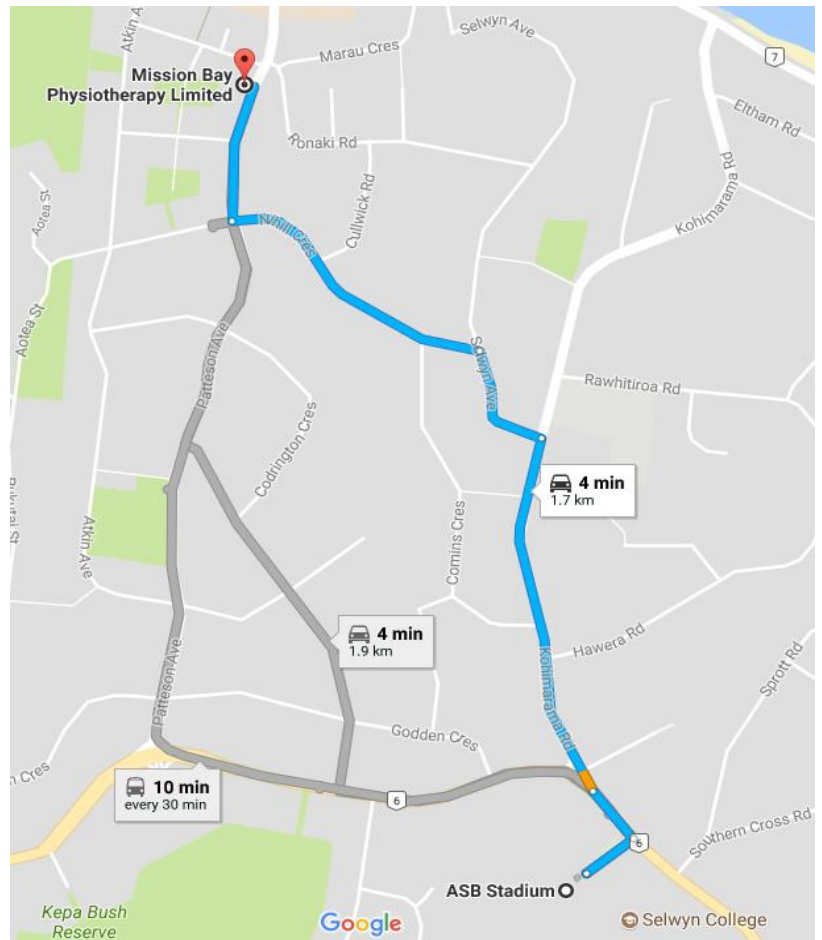 Atkin A
Marau Cres
Selwyn Ave
7
Mission Bay
Physiotherapy Limited
Eltham Rd
Ronaki Rd
Kohimarama Rd
Cullwick Rd
Aotea St
Nihill Cres
Aotea St
Patteson Ave
Selwyn Ave
Rawhitiroa Rd
Codrington Cres
4 min
1.7 km
Atkin Ave
Comins Cres
4 min
1.9 km
Hawera Rd
Sprott Rd
Kohimarama Rd
Patteson Ave
Godden Cres
Cres
10 min
every 30 min
6
Southern Cross Rd
6
ASB Stadium
Kepa Bush
Reserve
Google
Selwyn College